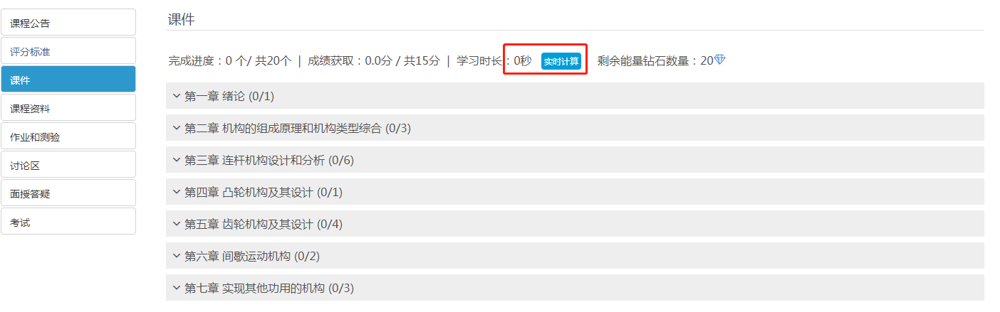 课程公告
评分标准
课件
课程资料
作业和测验
讨论区
面授答疑
考试
课件
完成进度：0 个/ 共20个 | 成绩获取：0.0分 / 共15分 | 学习时长：0秒 实时计算 剩余能量钻石数量：20
第一章 绪论 (0/1)
第二章 机构的组成原理和机构类型综合 (0/3)
第三章 连杆机构设计和分析 (0/6)
第四章 凸轮机构及其设计 (0/1)
第五章 齿轮机构及其设计 (0/4)
第六章 间歇运动机构 (0/2)
第七章 实现其他功用的机构 (0/3)